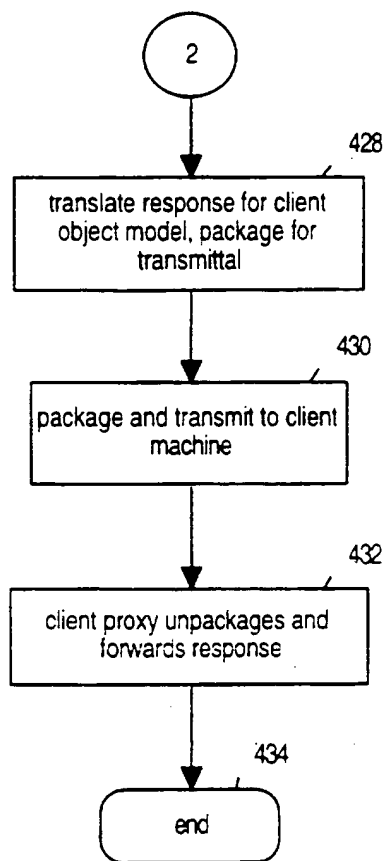 2
428
translate response for client
object model, package for
transmittal
430
package and transmit to client
machine
432
client proxy unpackages and
forwards response
434
end